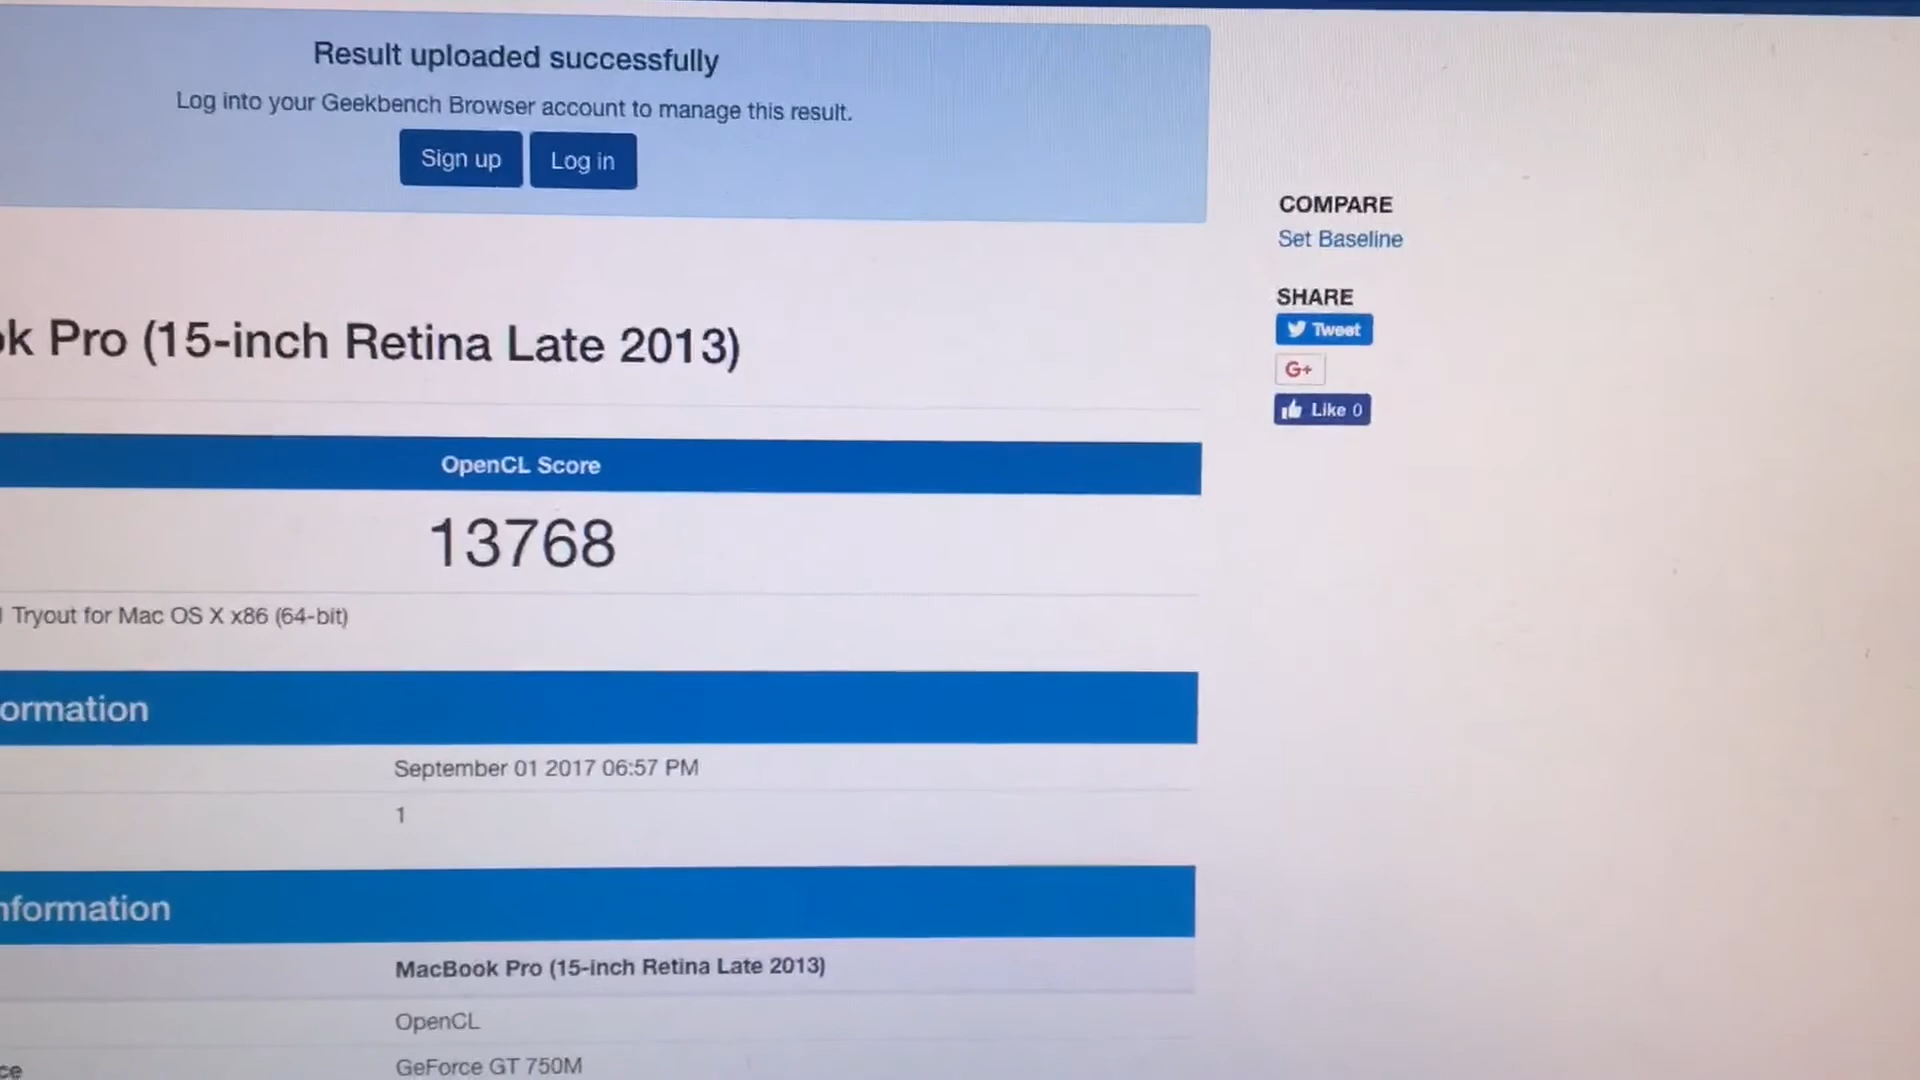 Result uploaded successfully
Log into your Geekbench Browser account to manage this result.
Sign up Log in
COMPARE
Set Baseline
SHARE
Tweet
G+
Like 0
k Pro (15-inch Retina Late 2013)
OpenCL Score
13768
Tryout for Mac OS X x86 (64-bit)
ormation
September 01 2017 06:57 PM
1
nformation
MacBook Pro (15-inch Retina Late 2013)
OpenCL
ce GeForce GT 750M